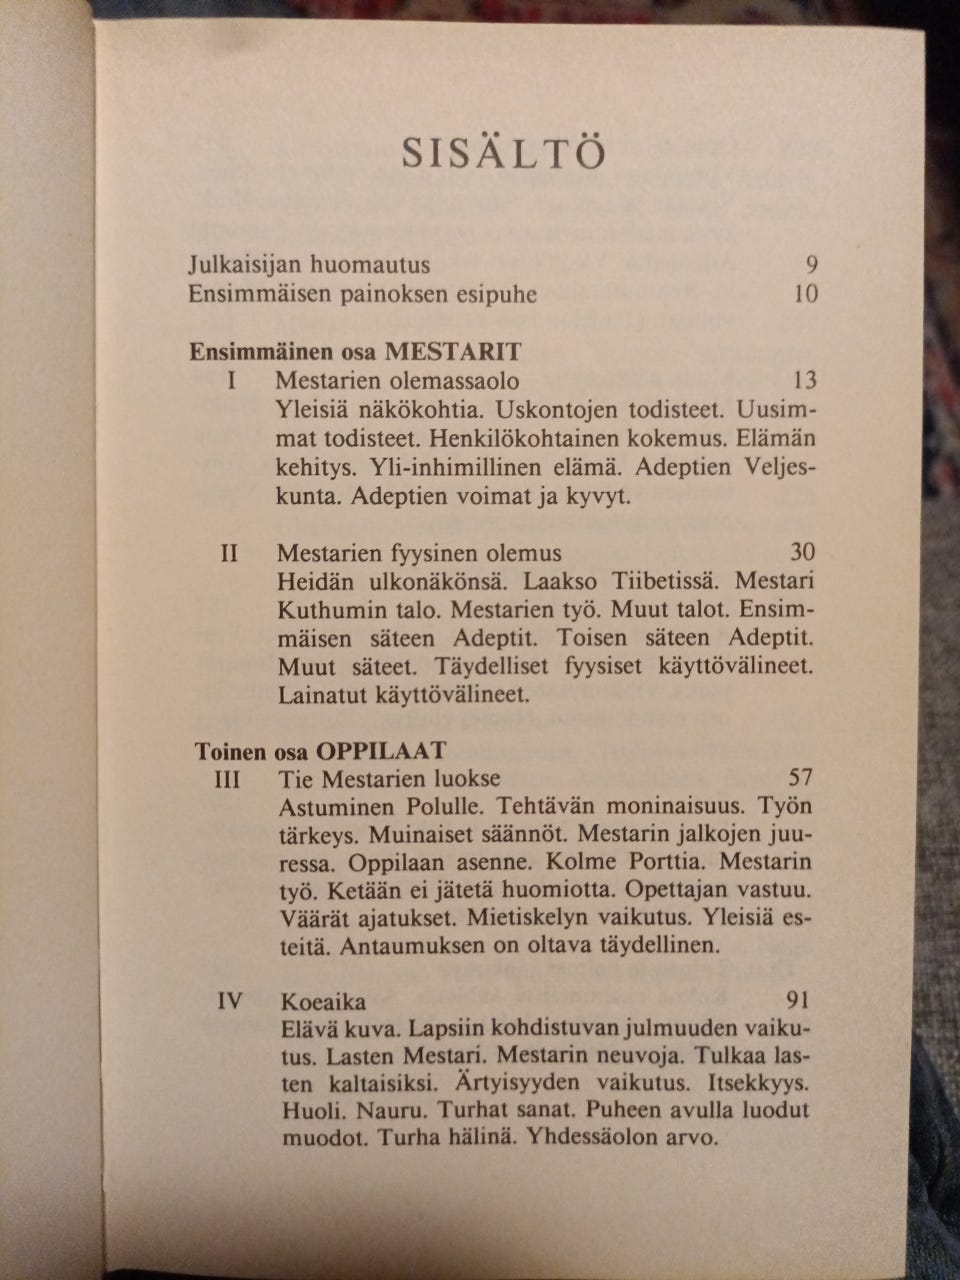 SISÄLTÖ
Julkaisijan huomautus 9
Ensimmäisen painoksen esipuhe 10
Ensimmäinen osa MESTARIT
I Mestarien olemassaolo 13
Yleisiä näkökohtia. Uskontojen todisteet. Uusim-
mat todisteet. Henkilökohtainen kokemus. Elämän
kehitys. Yli-inhimillinen elämä. Adeptien Veljes-
kunta. Adeptien voimat ja kyvyt.
II Mestarien fyysinen olemus 30
Heidän ulkonäkönsä. Laakso Tiibetissä. Mestari
Kuthumin talo. Mestarien työ. Muut talot. Ensim-
mäisen säteen Adeptit. Toisen säteen Adeptit.
Muut säteet. Täydelliset fyysiset käyttövälineet.
Lainatut käyttövälineet.
Toinen osa OPPILAAT
III Tie Mestarien luokse 57
Astuminen Polulle. Tehtävän moninaisuus. Työn
tärkeys. Muinaiset säännöt. Mestarin jalkojen juu-
ressa. Oppilaan asenne. Kolme Porttia. Mestarin
työ. Ketään ei jätetä huomiotta. Opettajan vastuu.
Väärät ajatukset. Mietiskelyn vaikutus. Yleisiä es-
teitä. Antaumuksen on oltava täydellinen.
IV Koeaika 91
Elävä kuva. Lapsiin kohdistuvan julmuuden vaiku-
tus. Lasten Mestari. Mestarin neuvoja. Tulkaa las-
ten kaltaisiksi. Ärtyisyyden vaikutus. Itsekkyys.
Huoli. Nauru. Turhat sanat. Puheen avulla luodut
muodot. Turha hälinä. Yhdessäolon arvo.